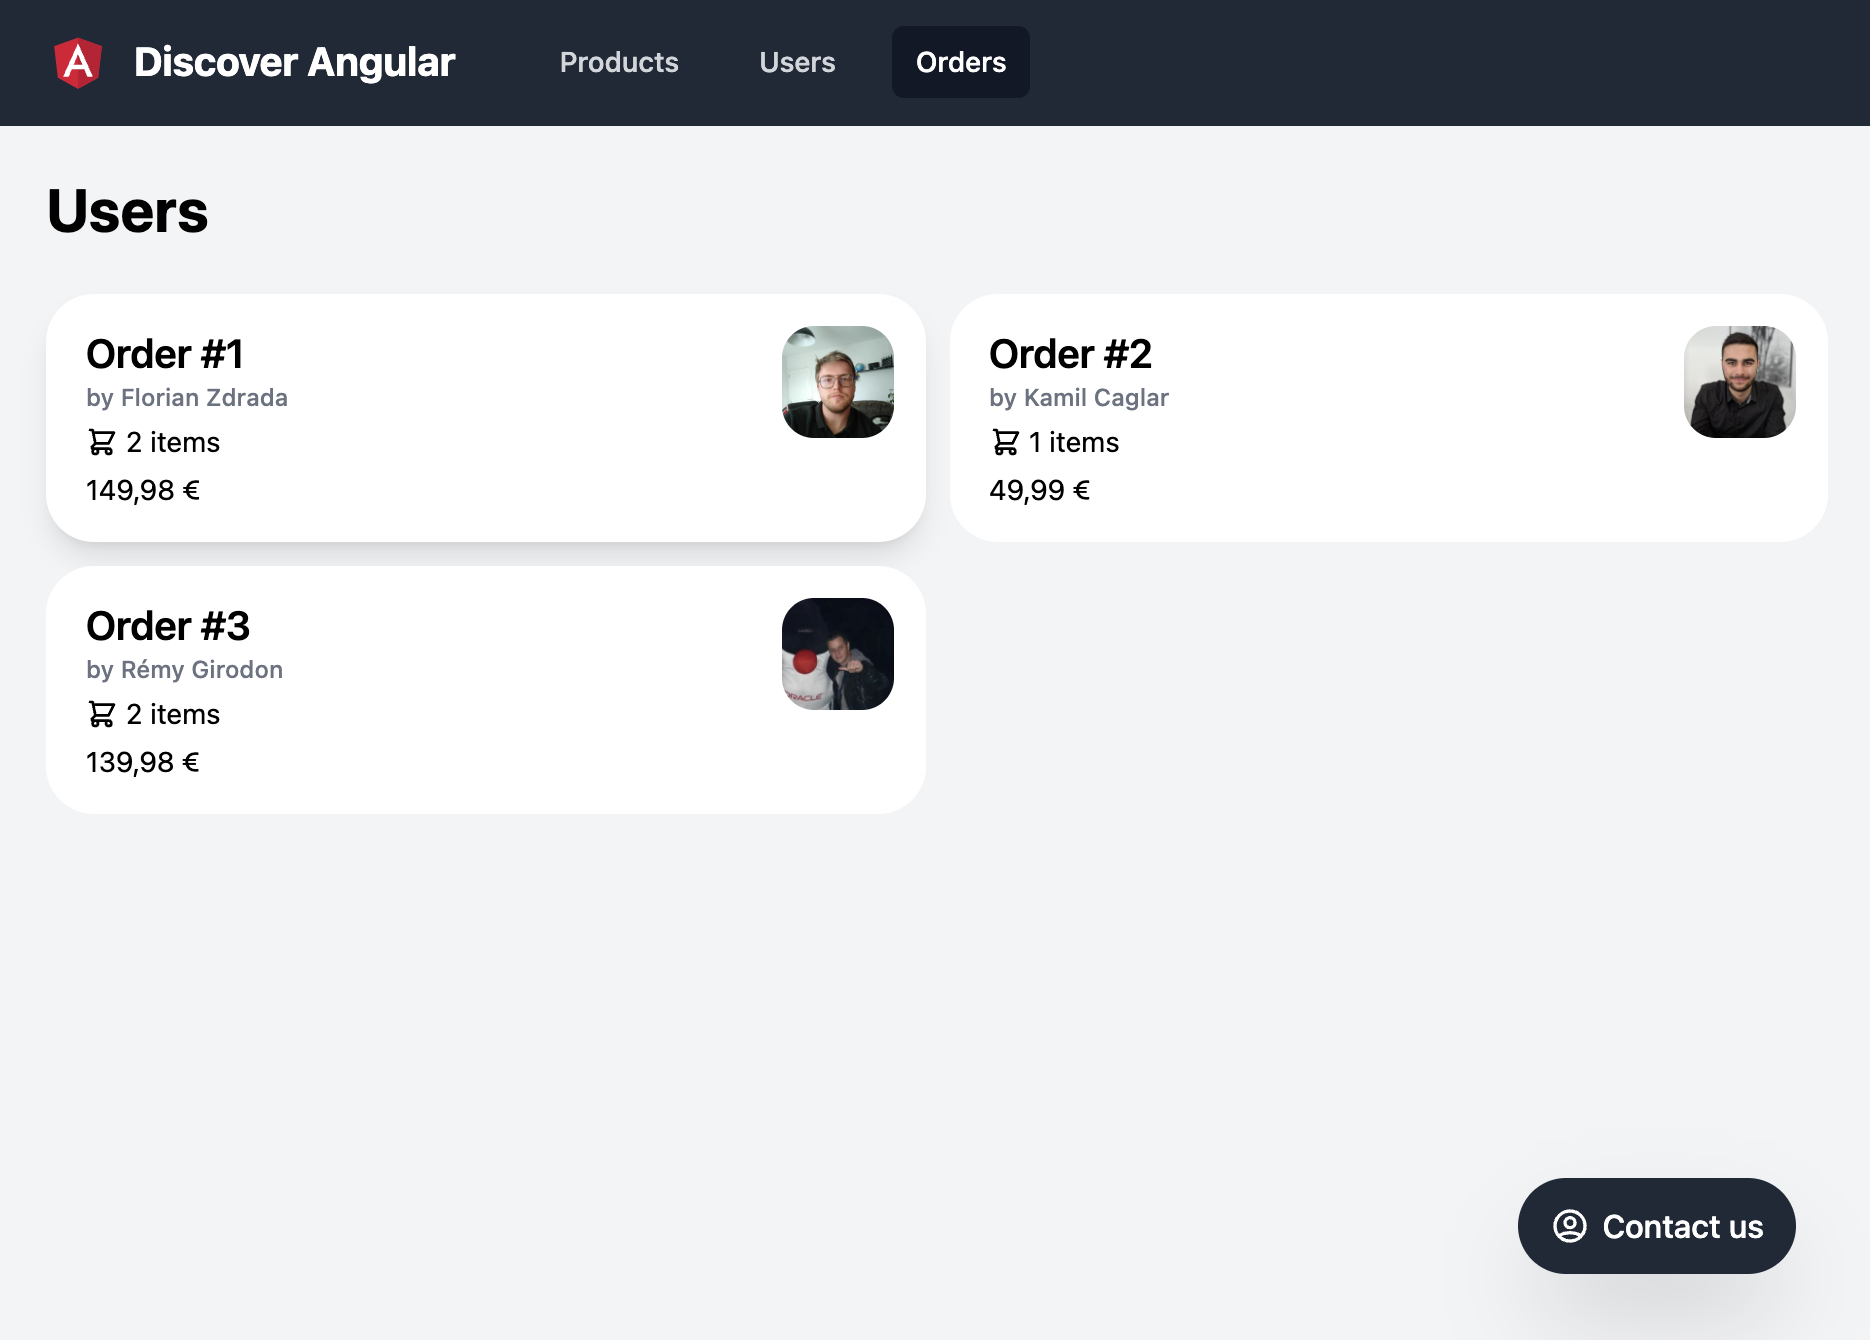 Discover Angular
Products
Users
Orders
Users
Order #1
by Florian Zdrada
2 items
149,98 €
Order #2
by Kamil Caglar
1 items
49,99 €
Order #3
by Rémy Girodon
2 items
139,98 €
ORACLE
Contact us